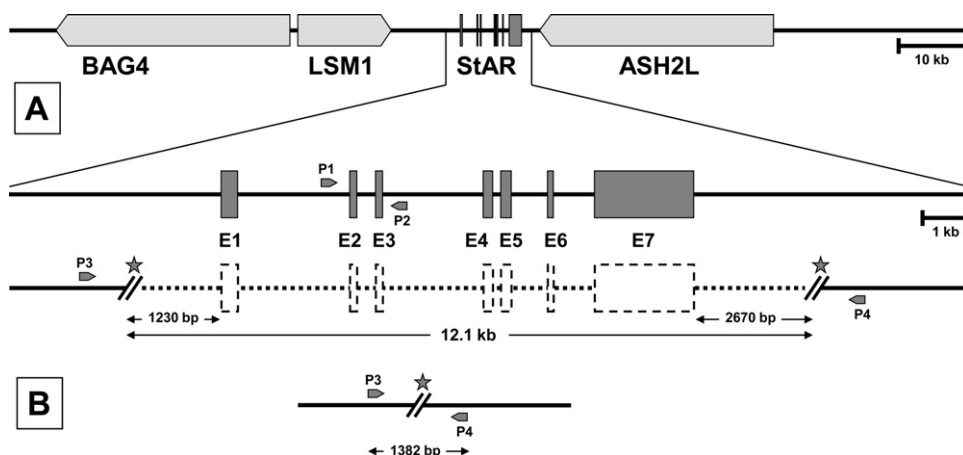 BAG4 LSM1 StAR ASH2L
10 kb
A
P1
P2
1 kb
E1 E2 E3 E4 E5 E6 E7
P3
P4
1230 bp 2670 bp
12.1 kb
B
P3
P4
1382 bp